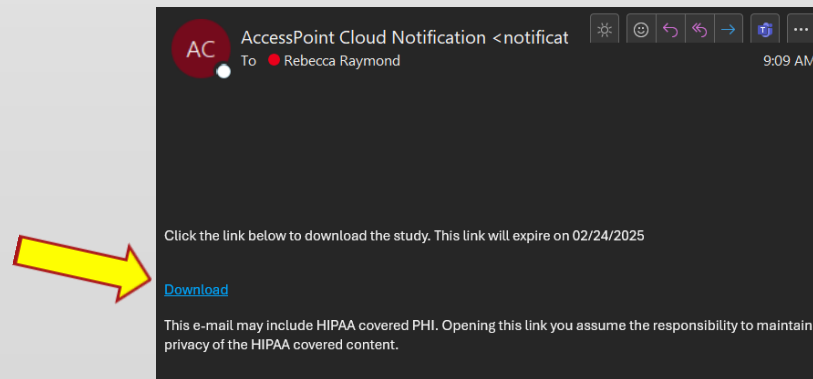 AC
AccessPoint Cloud Notification <notificat
To Rebecca Raymond
9:09 AM
Click the link below to download the study. This link will expire on 02/24/2025
Download
This e-mail may include HIPAA covered PHI. Opening this link you assume the responsibility to maintain
privacy of the HIPAA covered content.